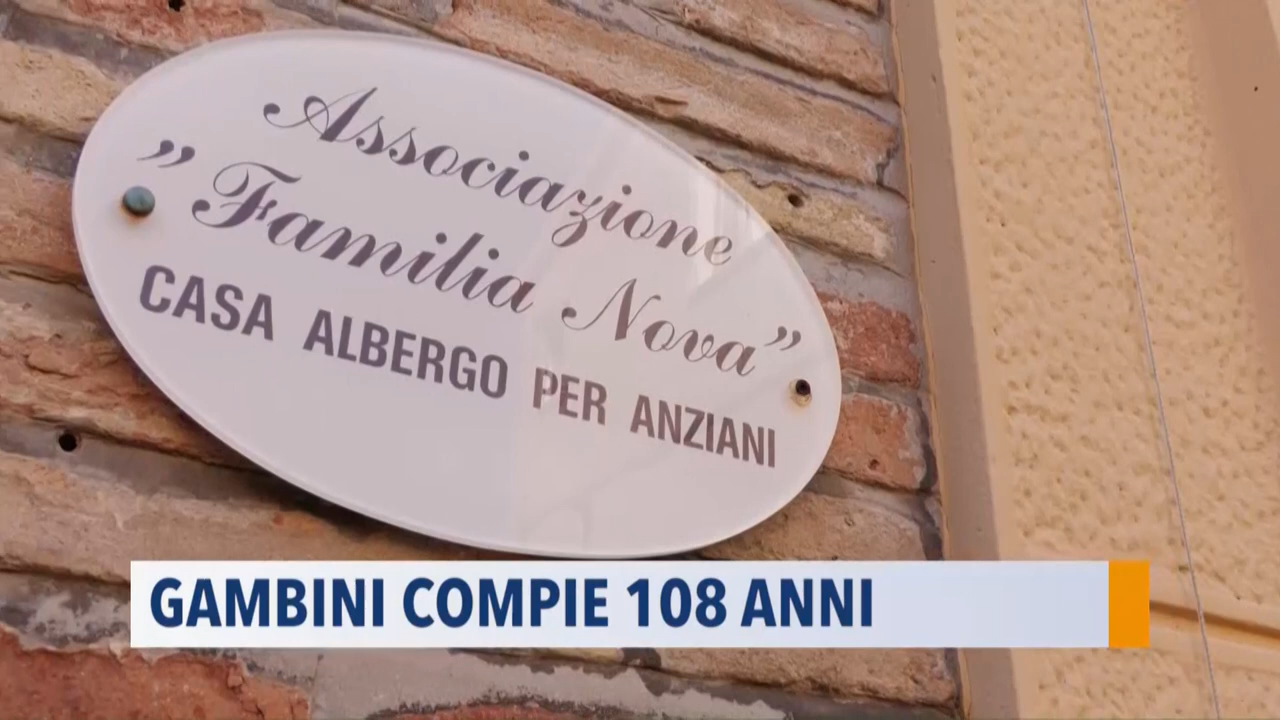 Associazione
”Familia Nova”
CASA ALBERGO PER ANZIANI
GAMBINI COMPIE 108 ANNI